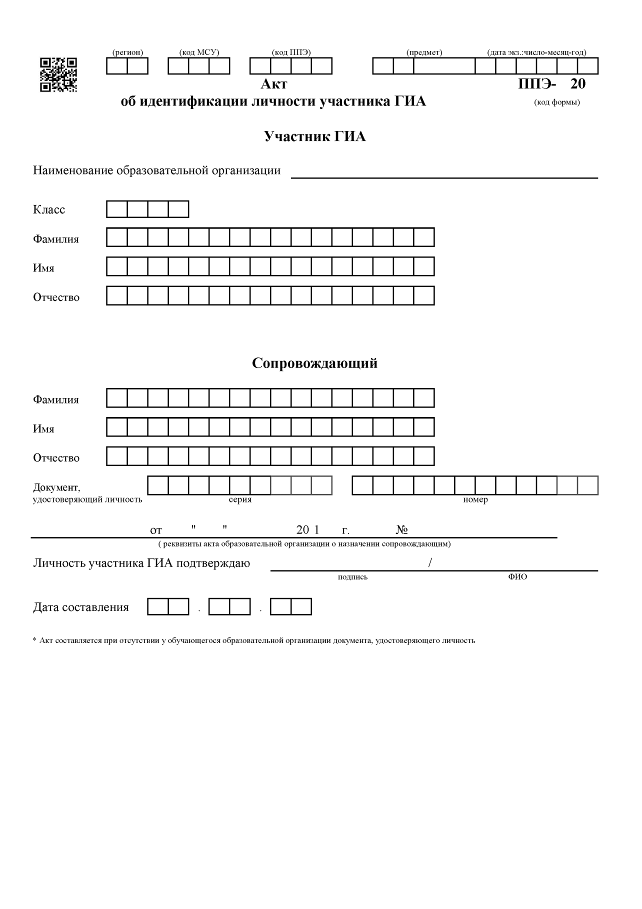 (регион) (код МСУ) (код ППЭ) (предмет) (дата экз.:число-месяц-год)
Акт ППЭ- 20
об идентификации личности участника ГИА (код формы)
Участник ГИА
Наименование образовательной организации
Класс
Фамилия
Имя
Отчество
Сопровождающий
Фамилия
Имя
Отчество
Документ,
удостоверяющий личность серия номер
от " " 20 1 г. №
( реквизиты акта образовательной организации о назначении сопровождающим)
Личность участника ГИА подтверждаю /
подпись ФИО
Дата составления . .
* Акт составляется при отсутствии у обучающегося образовательной организации документа, удостоверяющего личность